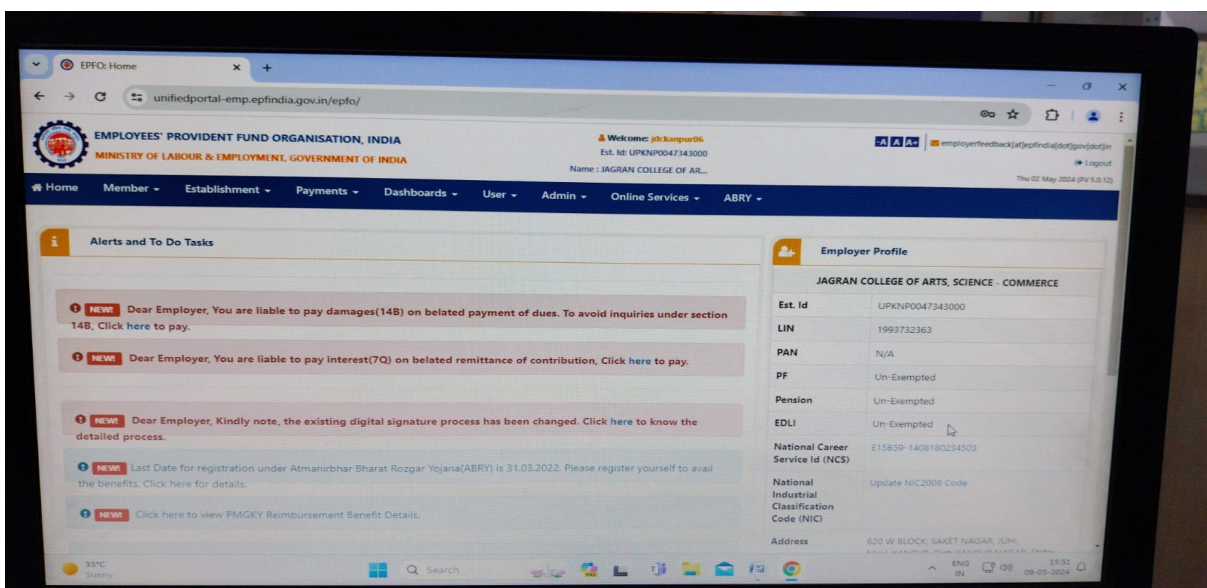 EPFO: Home
unifiedportal-emp.epfindia.gov.in/epfo/
EMPLOYEES' PROVIDENT FUND ORGANISATION, INDIA
MINISTRY OF LABOUR & EMPLOYMENT, GOVERNMENT OF INDIA
Welcome: jdckanpur06
Est. Id: UPKNP0047343000
Name : JAGRAN COLLEGE OF AR...
-A A A+ employerfeedback[at]epfindia[dot]gov[dot]in
Logout
Thu 02 May 2024 (PV 5.0.12)
Home Member Establishment Payments Dashboards User Admin Online Services ABRY
Alerts and To Do Tasks
NEW! Dear Employer, You are liable to pay damages(14B) on belated payment of dues. To avoid inquiries under section
14B, Click here to pay.
NEW! Dear Employer, You are liable to pay interest(7Q) on belated remittance of contribution, Click here to pay.
NEW! Dear Employer, Kindly note, the existing digital signature process has been changed. Click here to know the
detailed process.
NEW! Last Date for registration under Atmanirbhar Bharat Rozgar Yojana(ABRY) is 31.03.2022. Please register yourself to avail
the benefits. Click here for details.
NEW! Click here to view PMGKY Reimbursement Benefit Details.
Employer Profile
JAGRAN COLLEGE OF ARTS, SCIENCE - COMMERCE
Est. Id UPKNP0047343000
LIN 1993732363
PAN N/A
PF Un-Exempted
Pension Un-Exempted
EDLI Un-Exempted
National Career
Service Id (NCS) E15B59-1408180234503
National
Industrial
Classification
Code (NIC) Update NIC2008 Code
Address 620 W BLOCK, SAKET NAGAR, JUHI
35°C
Sunny
Search
ENG
IN
15:31
09-05-2024